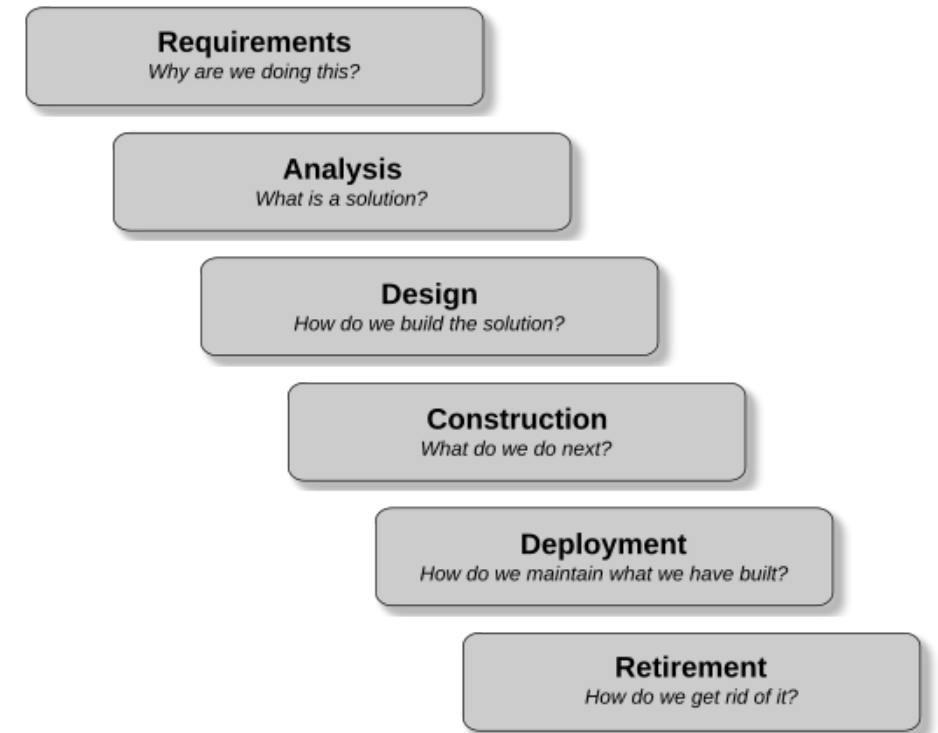 Requirements
Why are we doing this?
Analysis
What is a solution?
Design
How do we build the solution?
Construction
What do we do next?
Deployment
How do we maintain what we have built?
Retirement
How do we get rid of it?